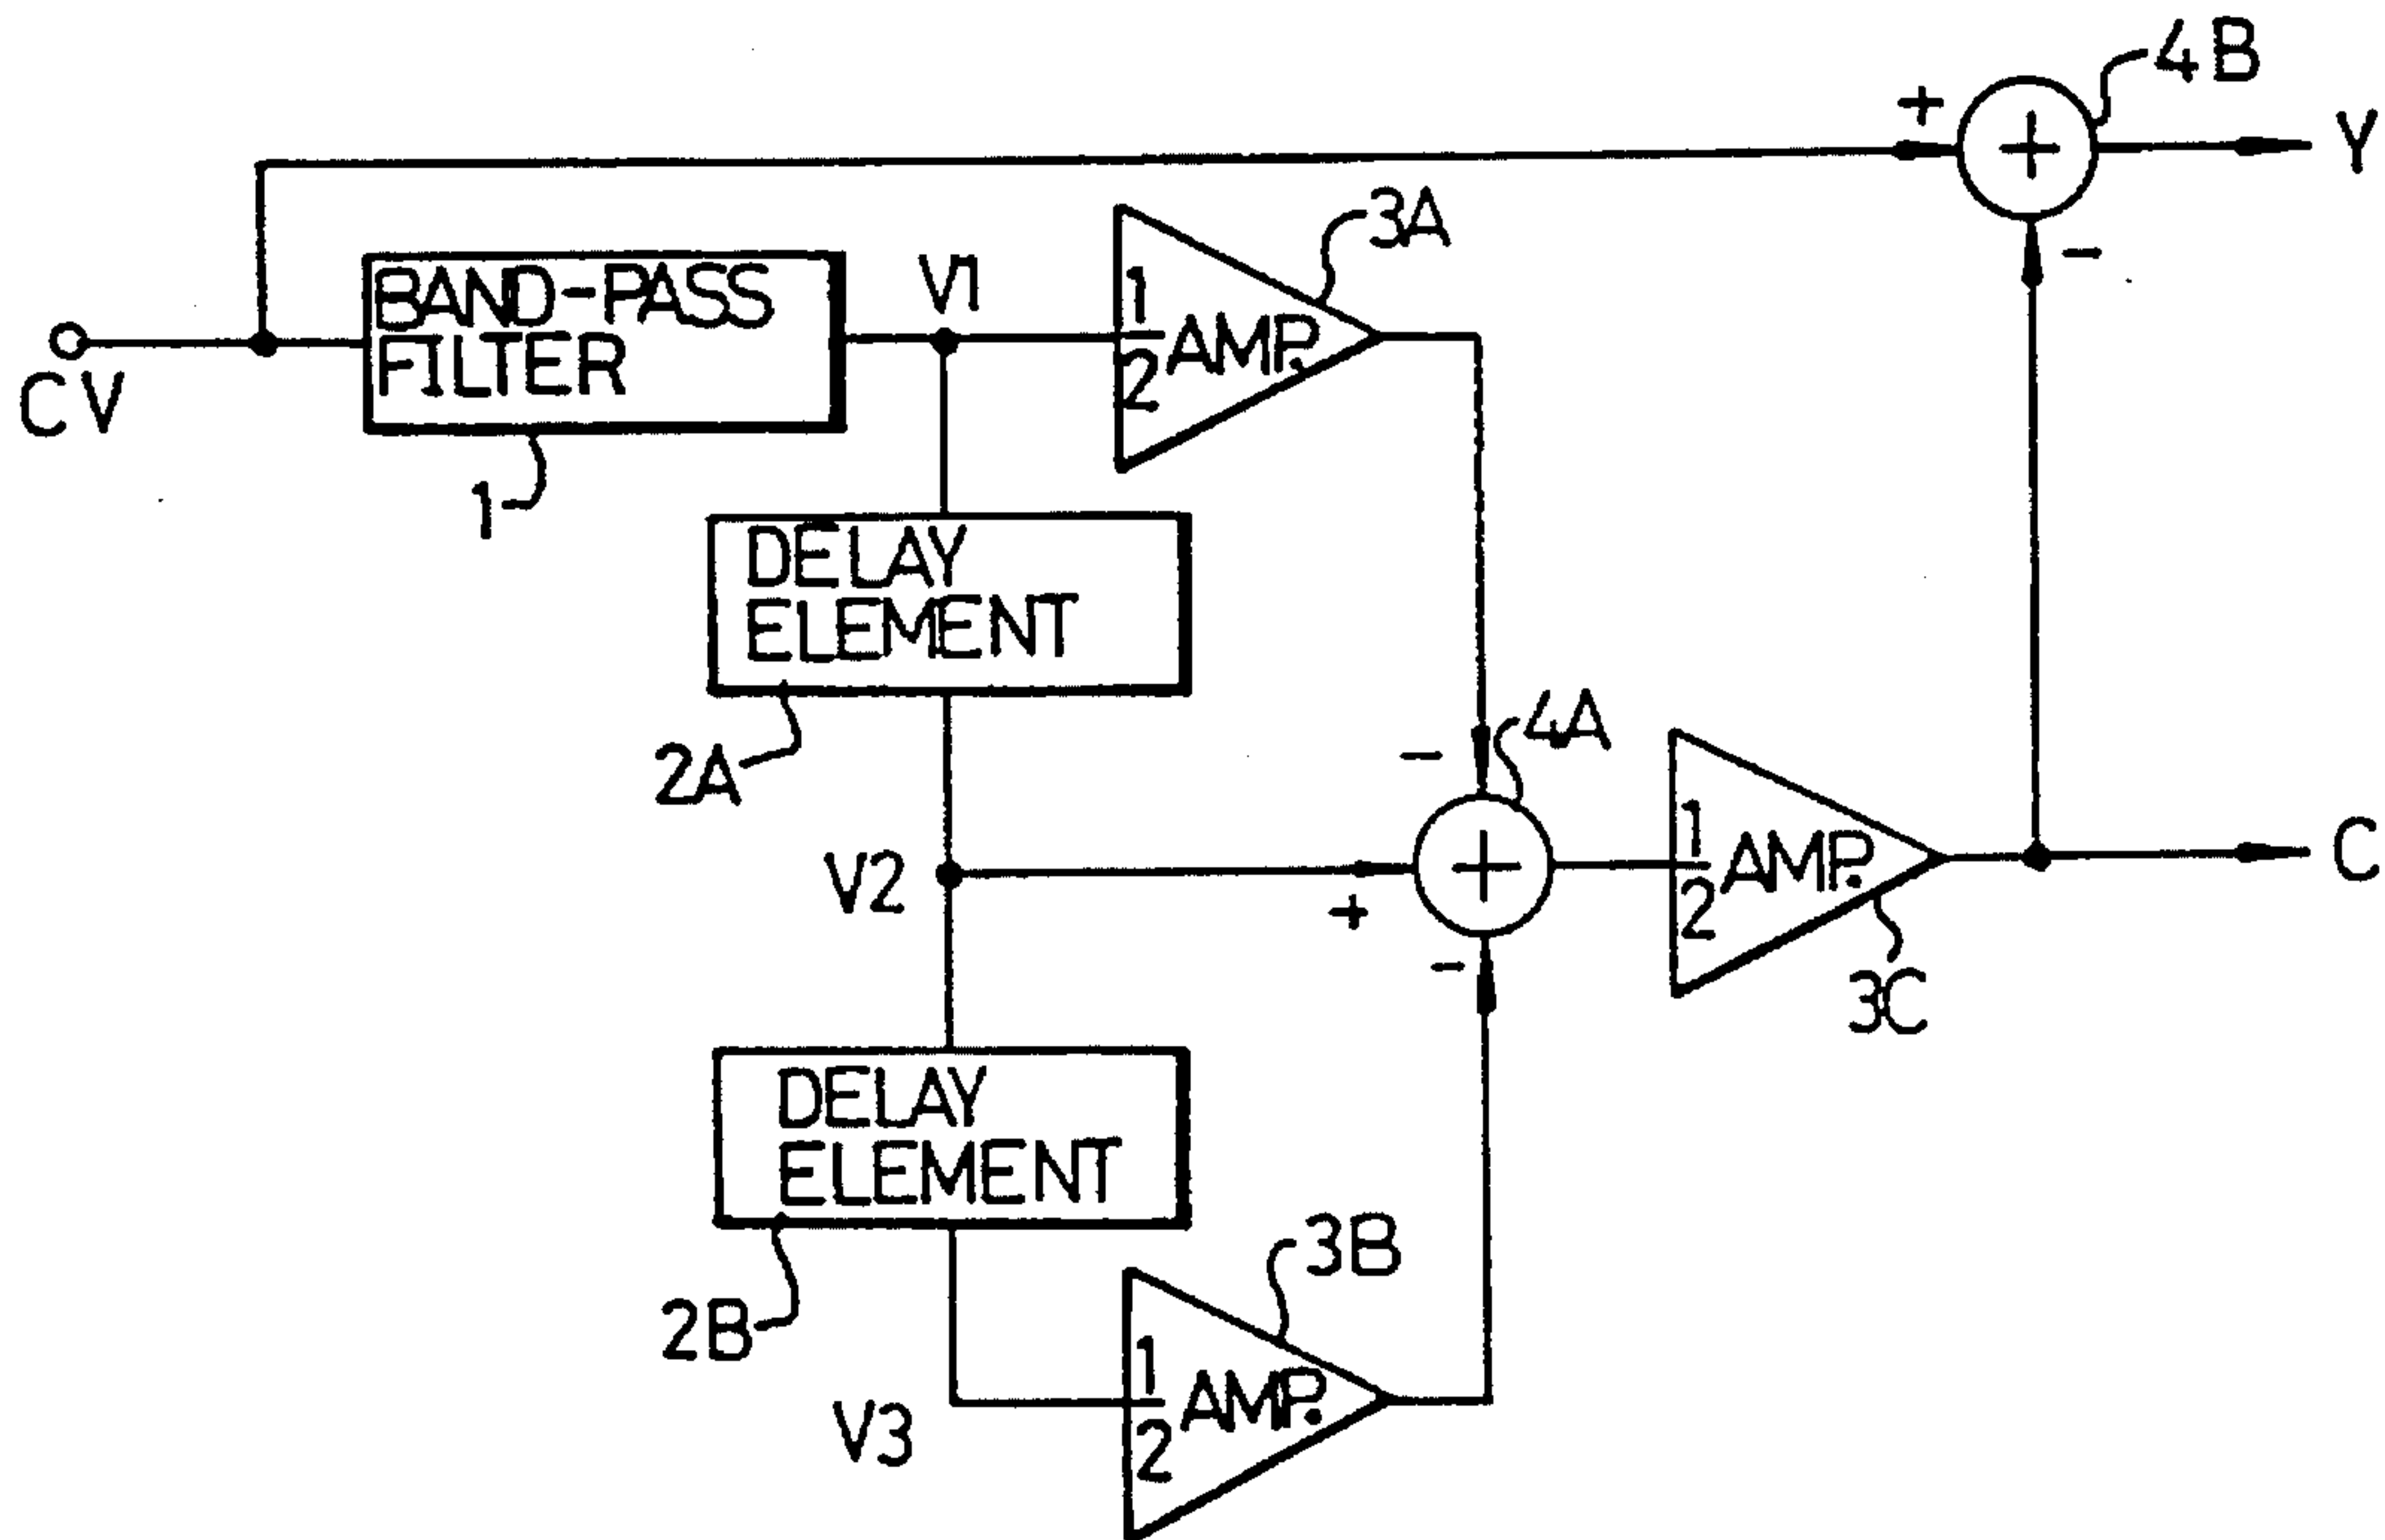 4B
+
Y
3A
V1
BAND-PASS
FILTER
1
2
AMP.
-
CV
1
DELAY
ELEMENT
2A
4A
-
V2
+
+
1
2
AMP.
C
-
3C
DELAY
ELEMENT
2B
3B
1
2
AMP.
V3